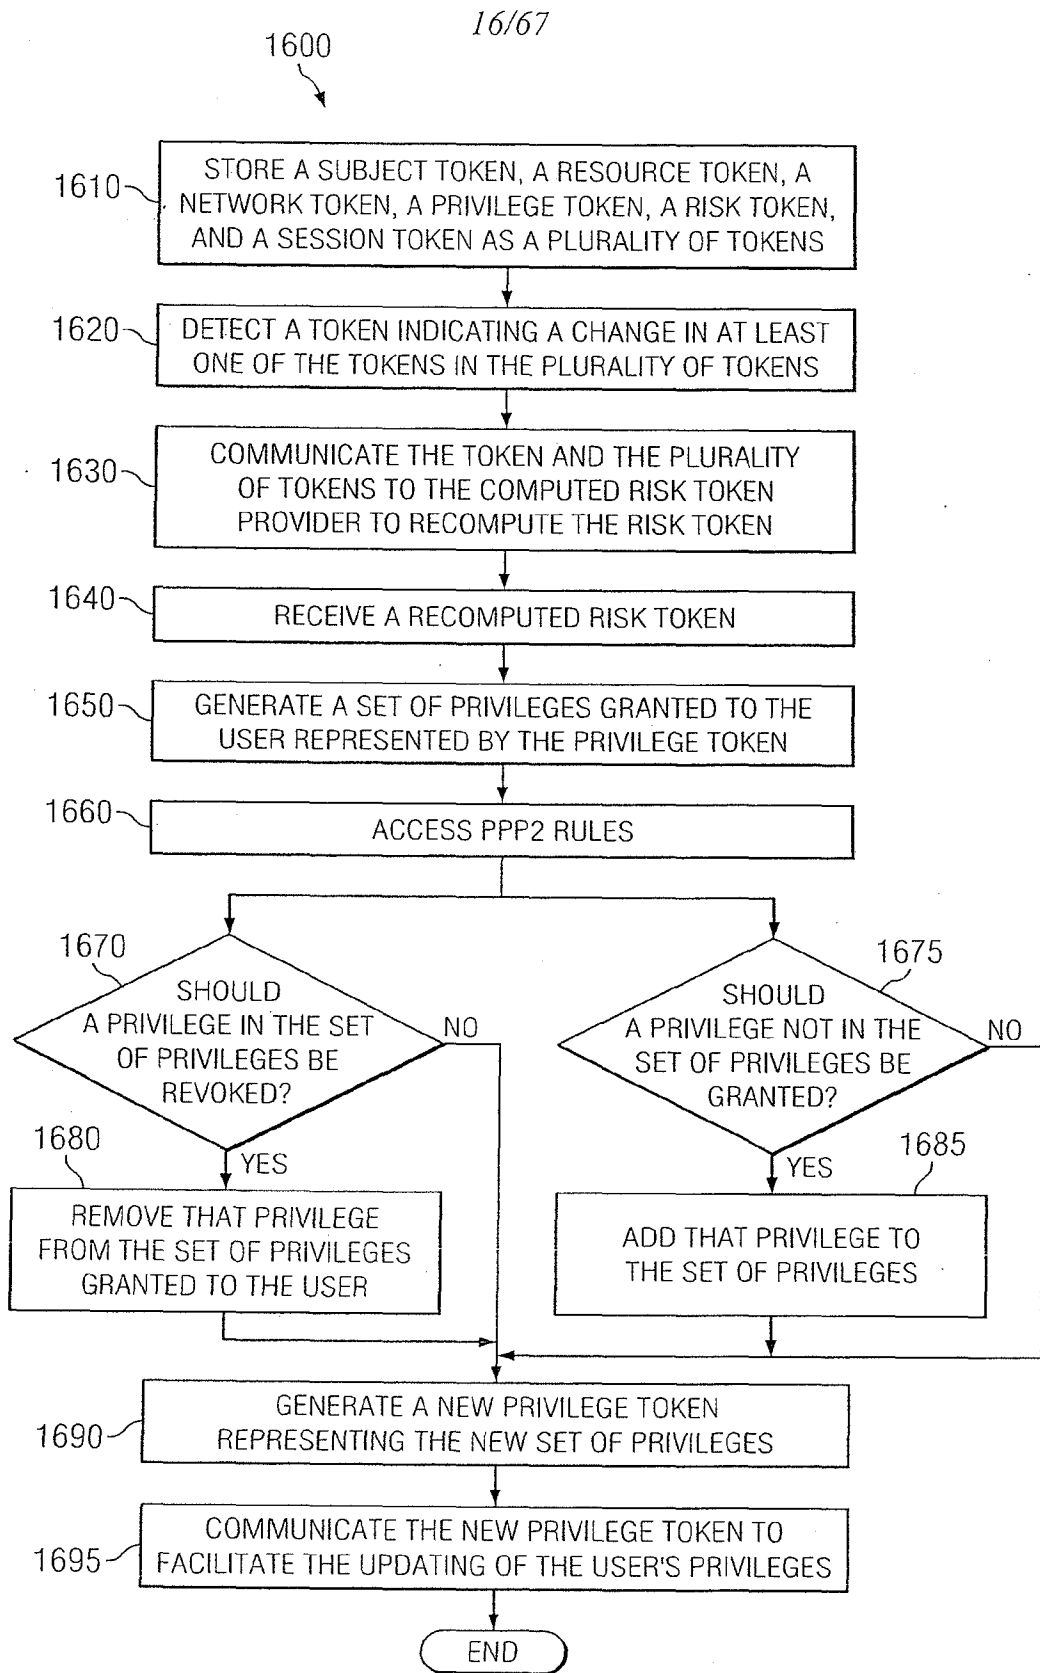 16/67
1600
1610
STORE A SUBJECT TOKEN, A RESOURCE TOKEN, A
NETWORK TOKEN, A PRIVILEGE TOKEN, A RISK TOKEN,
AND A SESSION TOKEN AS A PLURALITY OF TOKENS
1620
DETECT A TOKEN INDICATING A CHANGE IN AT LEAST
ONE OF THE TOKENS IN THE PLURALITY OF TOKENS
1630
COMMUNICATE THE TOKEN AND THE PLURALITY
OF TOKENS TO THE COMPUTED RISK TOKEN
PROVIDER TO RECOMPUTE THE RISK TOKEN
1640
RECEIVE A RECOMPUTED RISK TOKEN
1650
GENERATE A SET OF PRIVILEGES GRANTED TO THE
USER REPRESENTED BY THE PRIVILEGE TOKEN
1660
ACCESS PPP2 RULES
1670
SHOULD
A PRIVILEGE IN THE SET
OF PRIVILEGES BE
REVOKED?
NO
YES
1675
SHOULD
A PRIVILEGE NOT IN THE
SET OF PRIVILEGES BE
GRANTED?
NO
YES
1680
REMOVE THAT PRIVILEGE
FROM THE SET OF PRIVILEGES
GRANTED TO THE USER
1685
ADD THAT PRIVILEGE TO
THE SET OF PRIVILEGES
1690
GENERATE A NEW PRIVILEGE TOKEN
REPRESENTING THE NEW SET OF PRIVILEGES
1695
COMMUNICATE THE NEW PRIVILEGE TOKEN TO
FACILITATE THE UPDATING OF THE USER'S PRIVILEGES
END